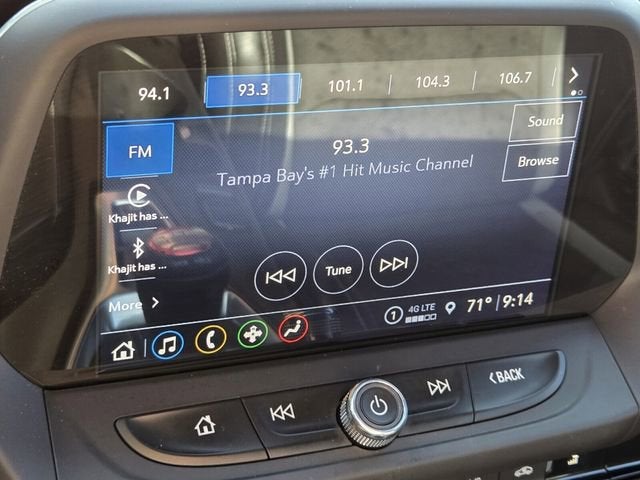 94.1 93.3 101.1 104.3 106.7
FM
93.3
Sound
Tampa Bay's #1 Hit Music Channel
Browse
Khajit has ...
Khajit has ...
Tune
More
1 4G LTE 71° 9:14
BACK